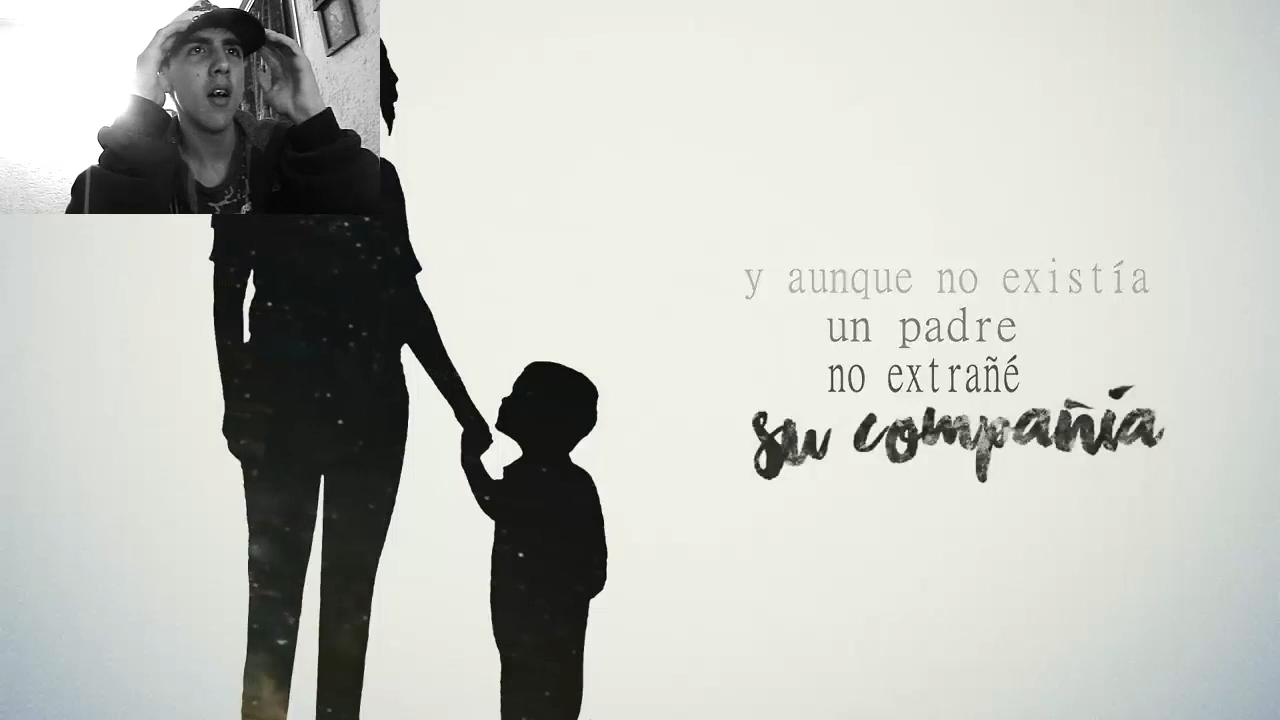 y aunque no existía
un padre
no extrañé
su compañía